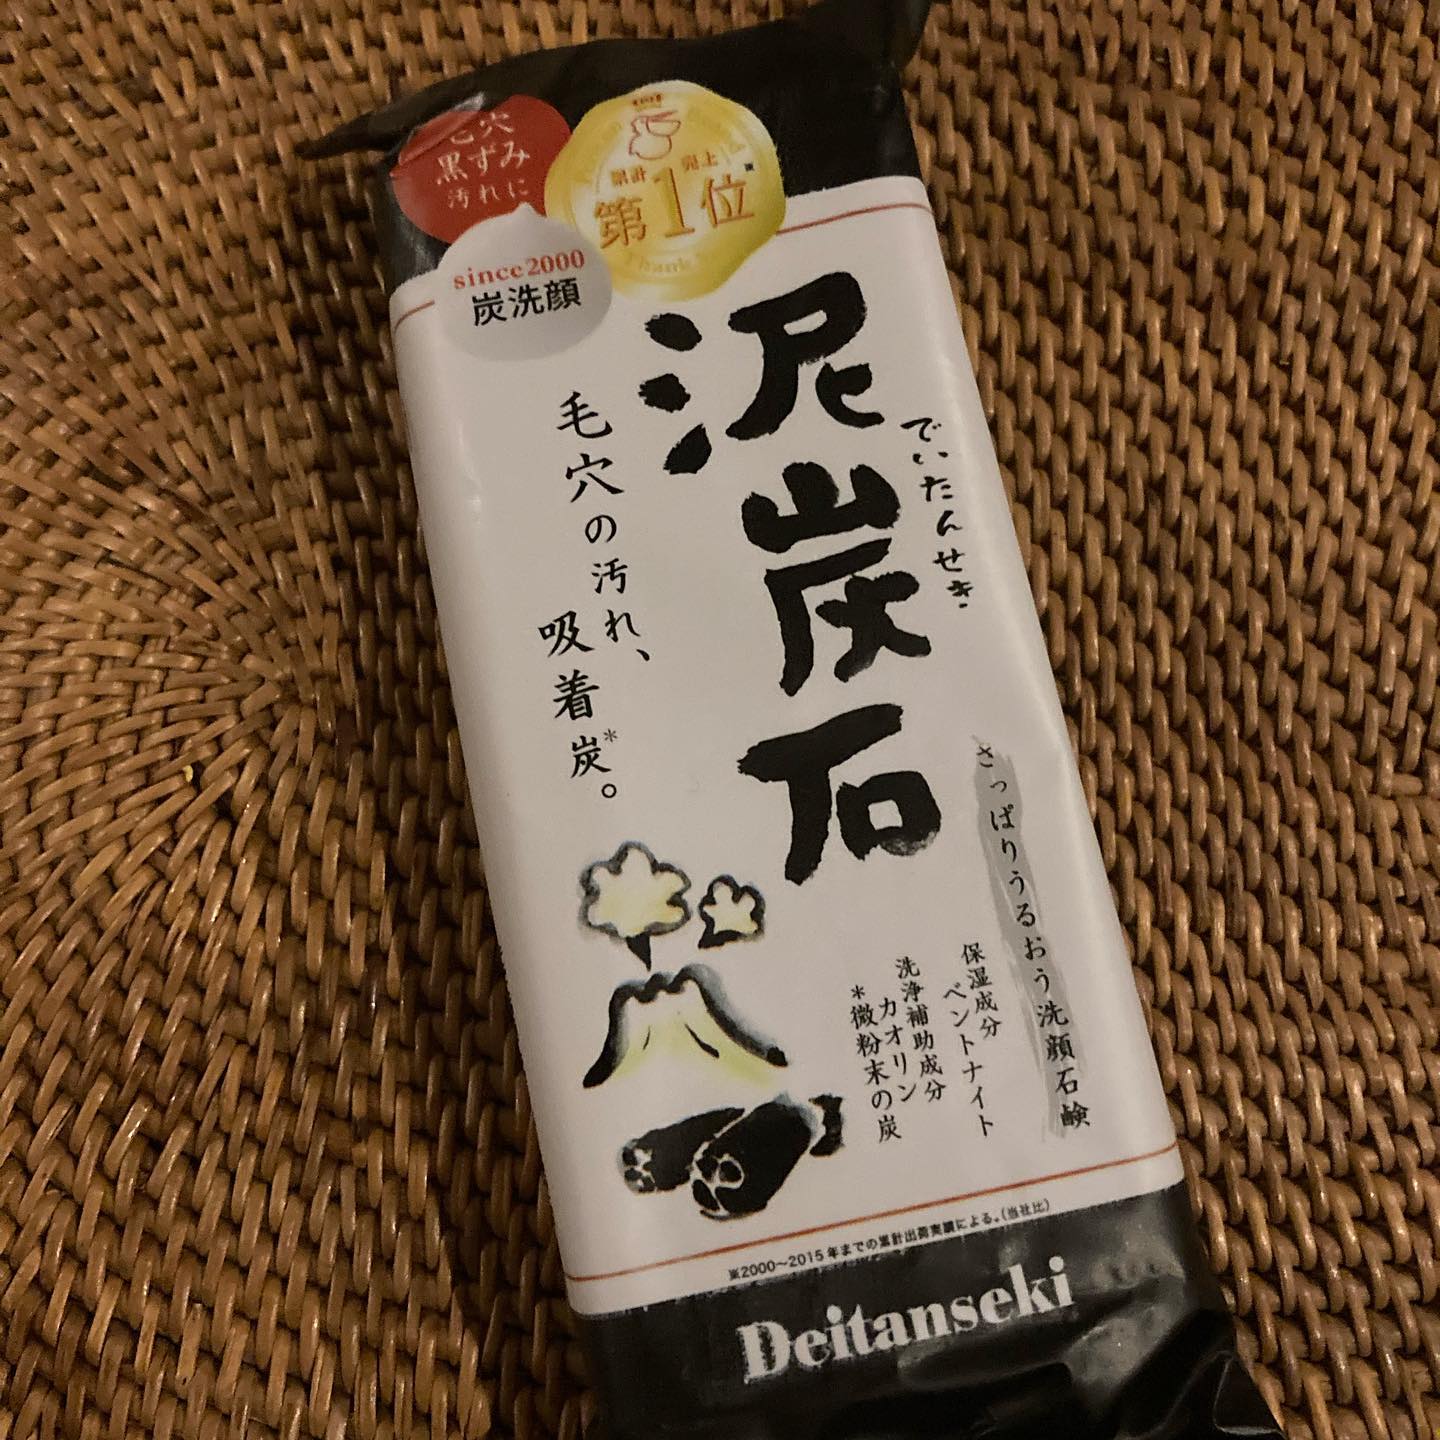 毛穴
黒ずみ
汚れに
累計 売上※
第1位
since2000
炭洗顔
泥炭石
でいたんせき
毛穴の汚れ、
吸着炭*。
さっぱりうるおう洗顔石鹸
保湿成分
ベントナイト
洗浄補助成分
カオリン
*微粉末の炭
※2000〜2015年までの累計出荷実績による。(当社比)
Deitanseki